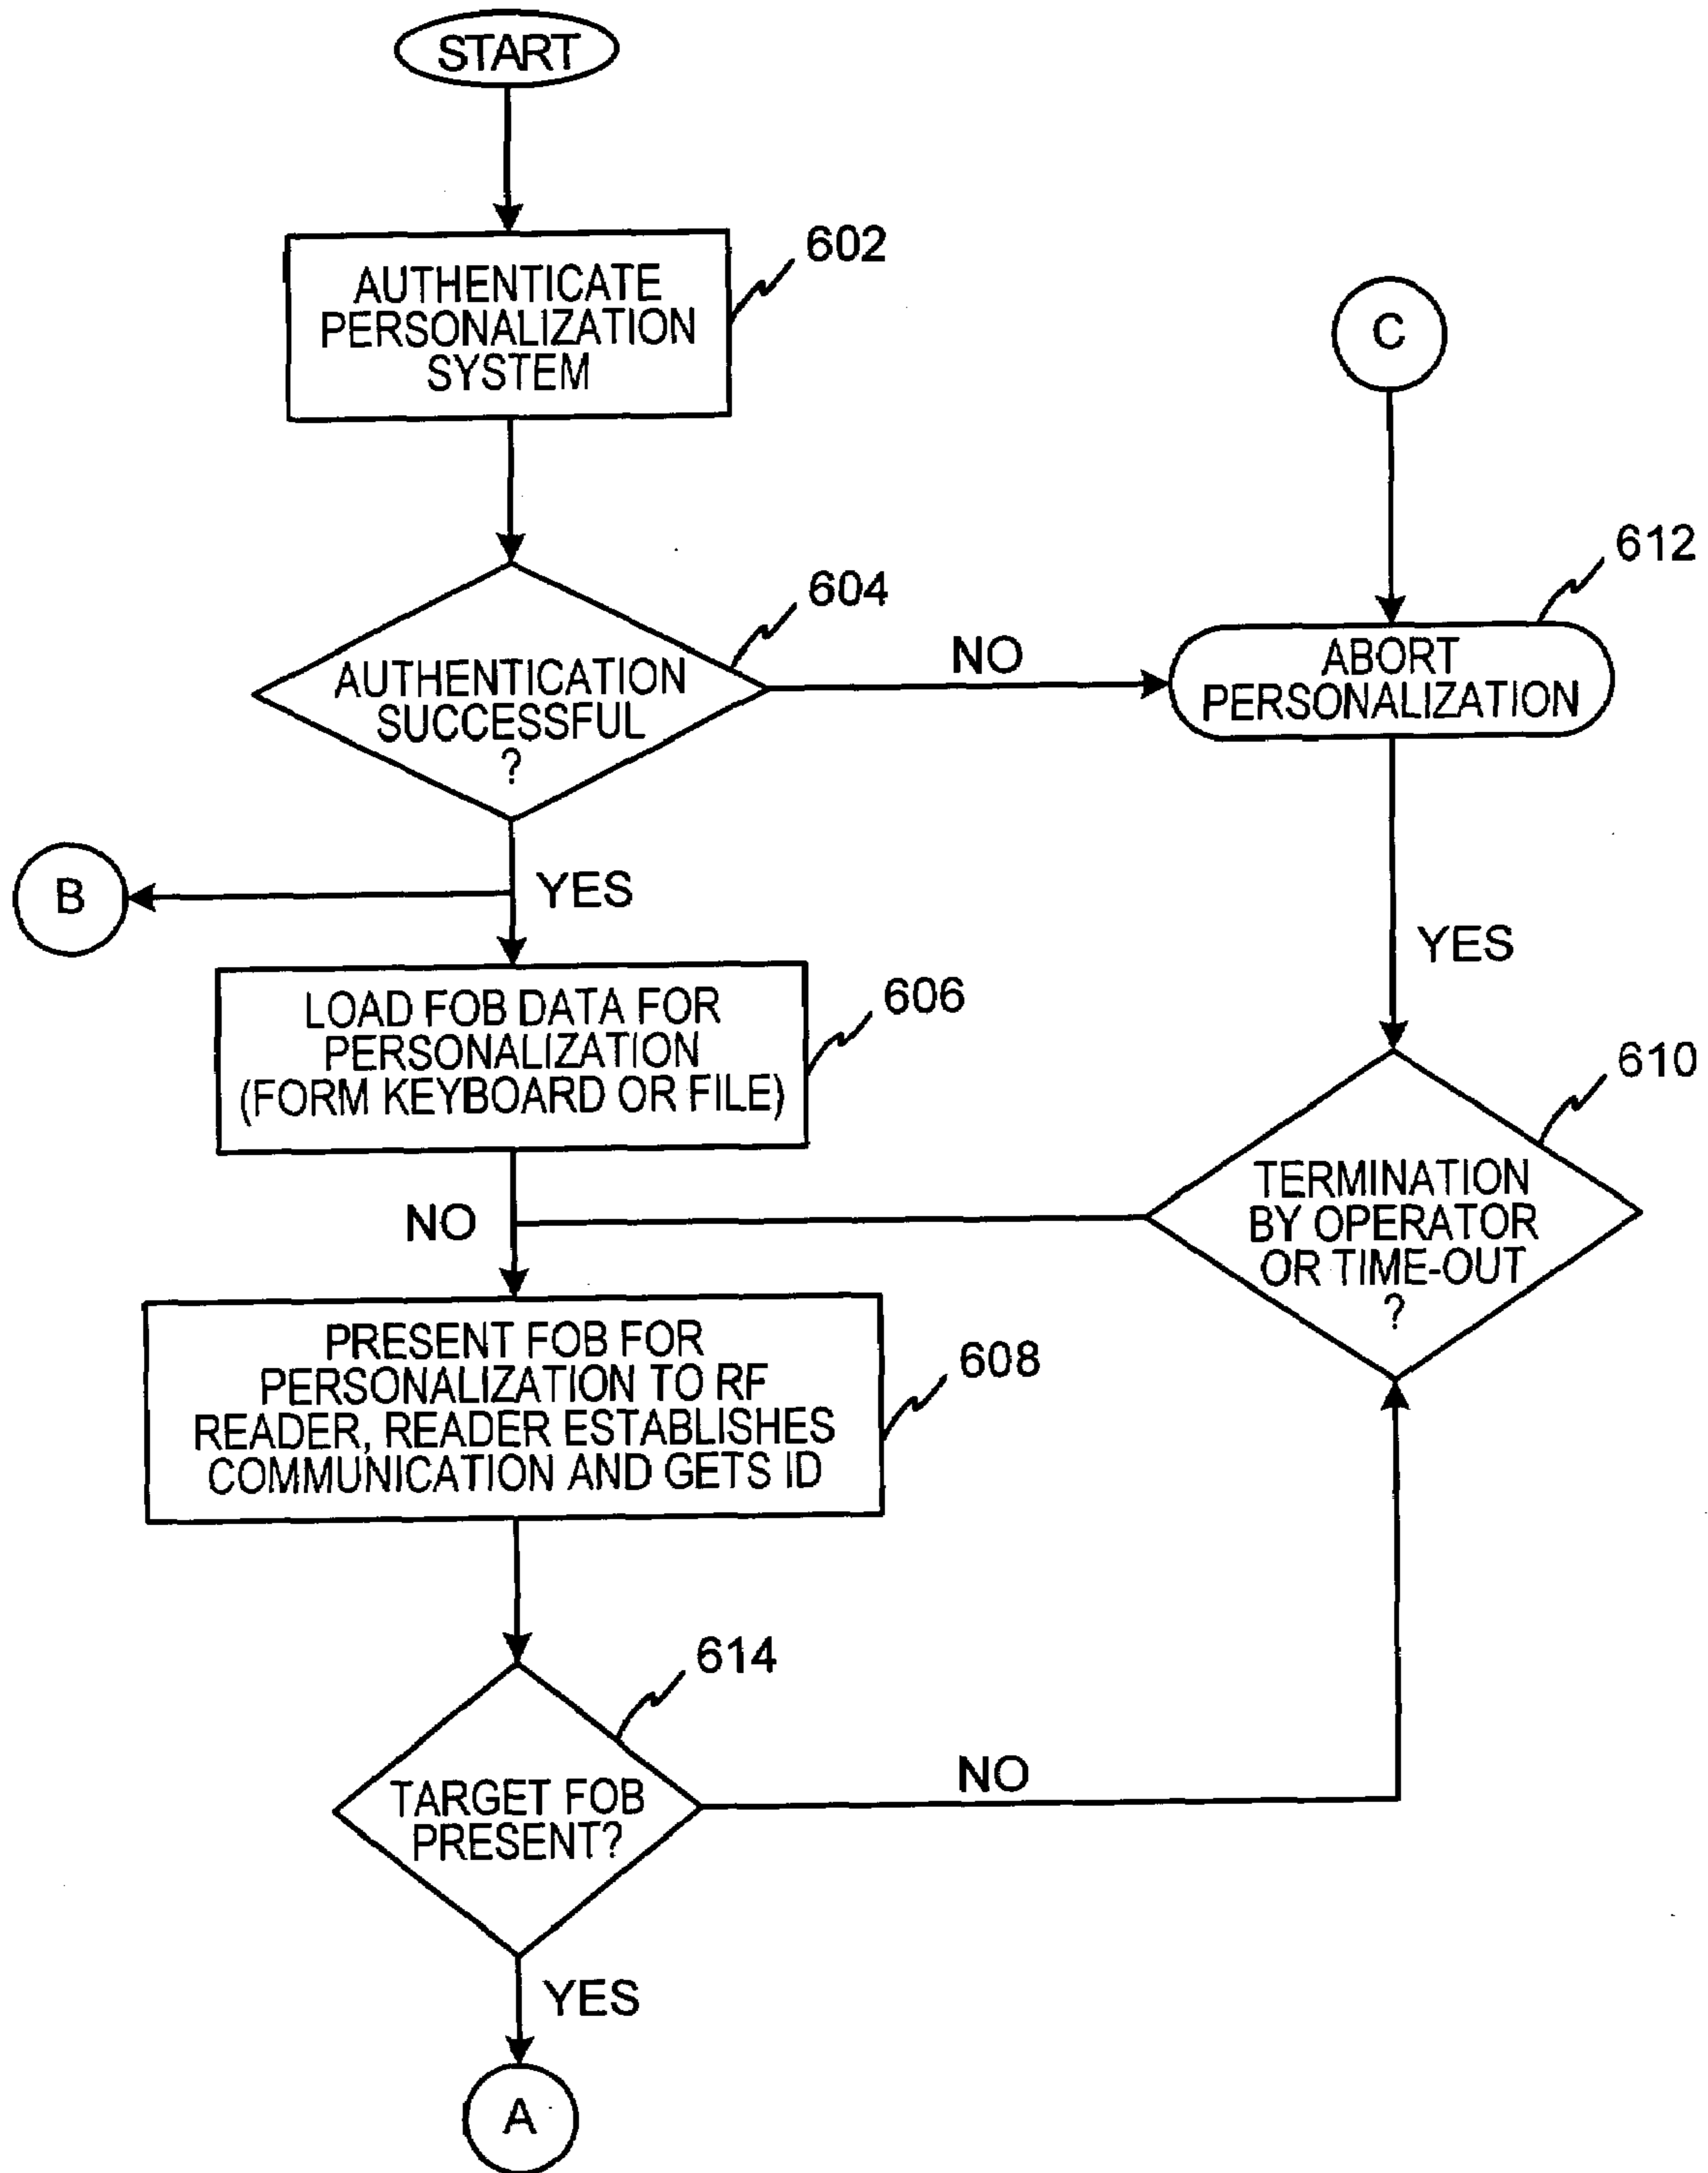 START
AUTHENTICATE
PERSONALIZATION
SYSTEM
602
C
AUTHENTICATION
SUCCESSFUL
?
604
NO
ABORT
PERSONALIZATION
612
B
YES
YES
LOAD FOB DATA FOR
PERSONALIZATION
(FORM KEYBOARD OR FILE)
606
TERMINATION
BY OPERATOR
OR TIME-OUT
?
610
NO
PRESENT FOB FOR
PERSONALIZATION TO RF
READER, READER ESTABLISHES
COMMUNICATION AND GETS ID
608
TARGET FOB
PRESENT?
614
NO
YES
A